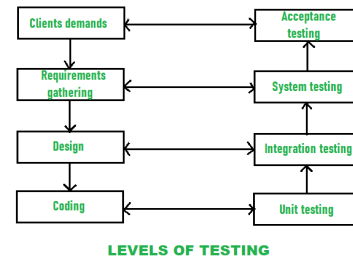 Clients demands
Acceptance
testing
Requirements
gathering
System testing
Design
Integration testing
Coding
Unit testing
LEVELS OF TESTING